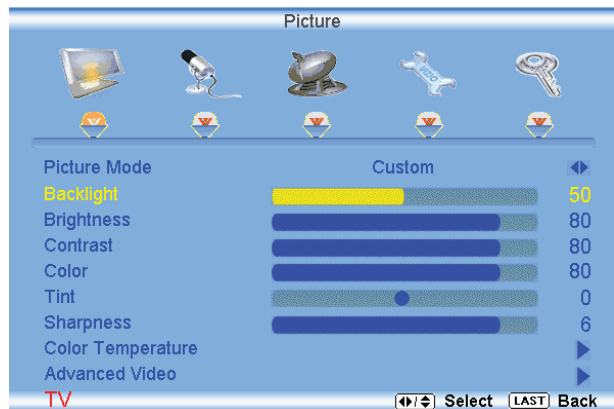 Picture
VIZIO
Picture Mode Custom
Backlight 50
Brightness 80
Contrast 80
Color 80
Tint 0
Sharpness 6
Color Temperature
Advanced Video
TV Select LAST Back